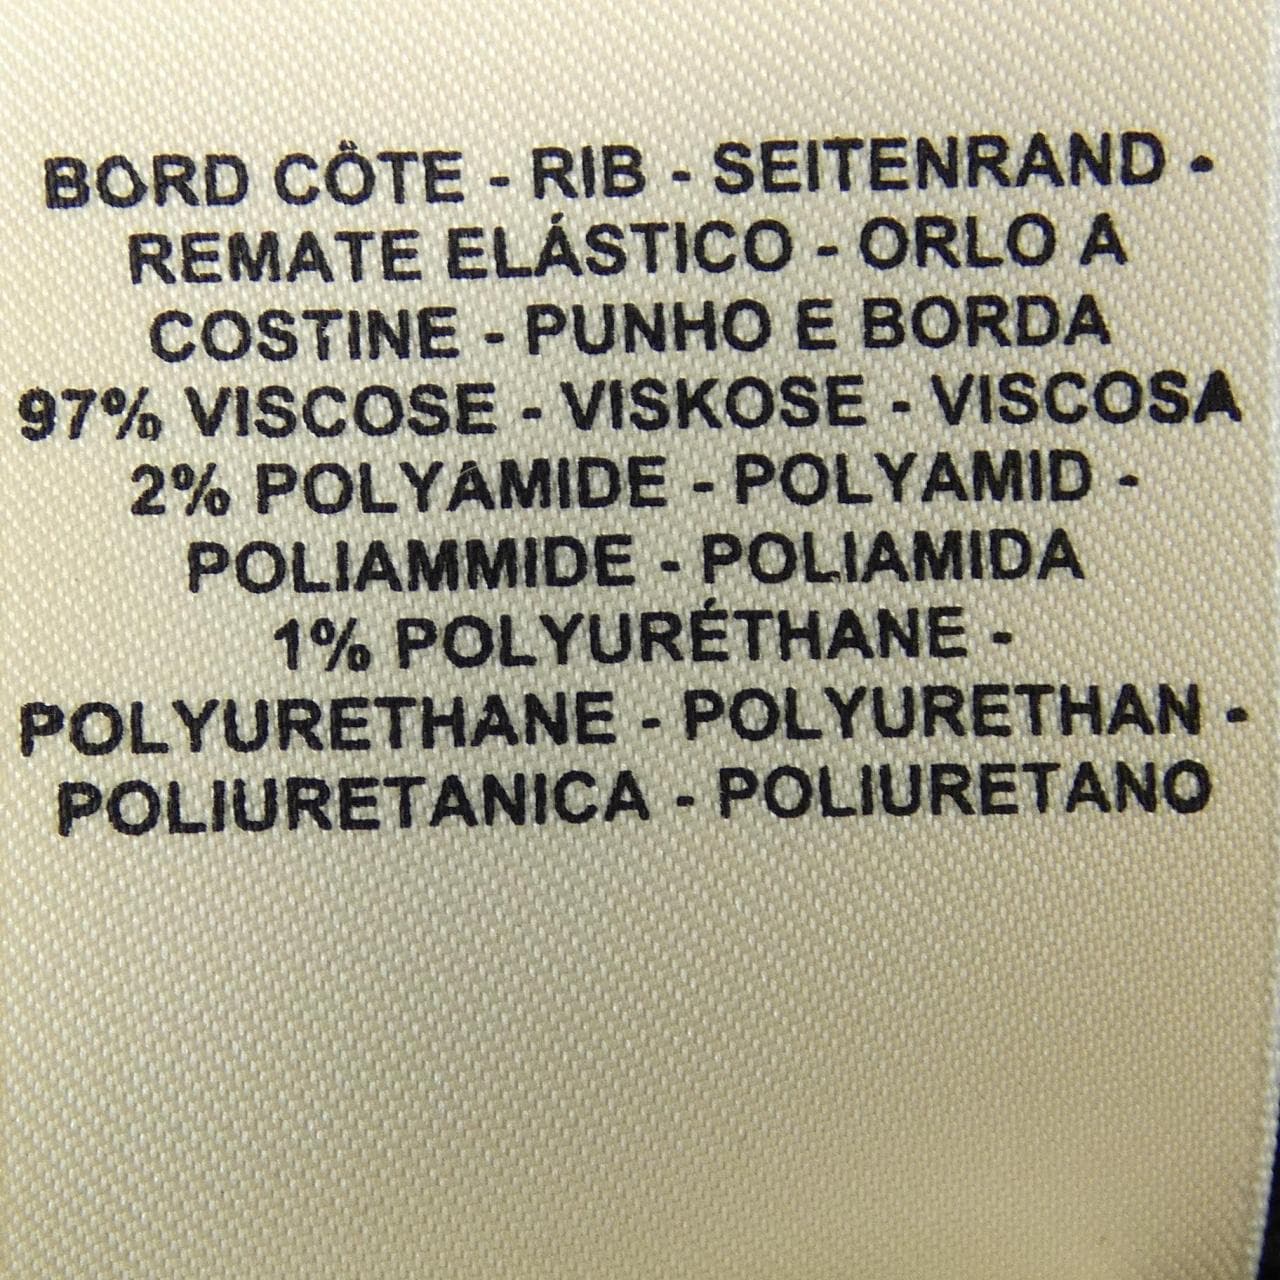 BORD CÔTE - RIB - SEITENRAND -
REMATE ELÁSTICO - ORLO A
COSTINE - PUNHO E BORDA
97% VISCOSE - VISKOSE - VISCOSA
2% POLYAMIDE - POLYAMID -
POLIAMMIDE - POLIAMIDA
1% POLYURÉTHANE -
POLYURETHANE - POLYURETHAN -
POLIURETANICA - POLIURETANO